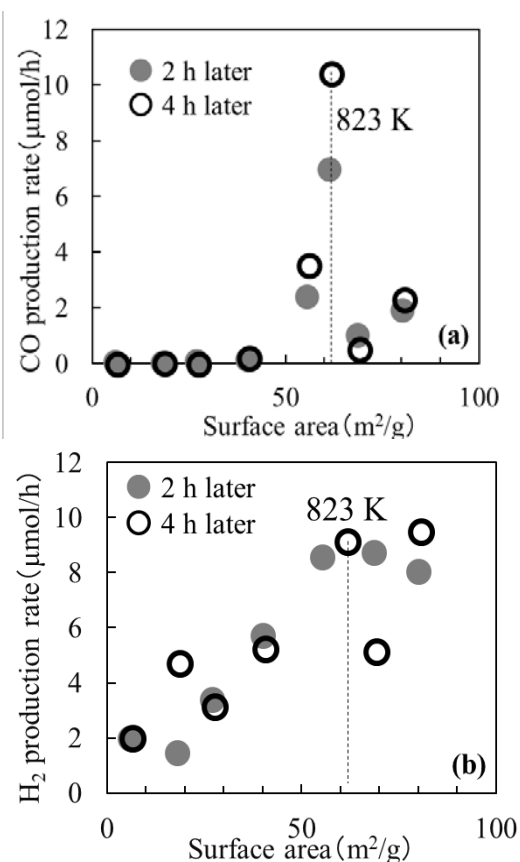 12
10
8
6
4
2
0
CO production rate(μmol/h)
2 h later
4 h later
823 K
(a)
0
50
100
Surface area(m²/g)
12
10
8
6
4
2
0
H₂ production rate(μmol/h)
2 h later
4 h later
823 K
(b)
0
50
100
Surface area(m²/g)